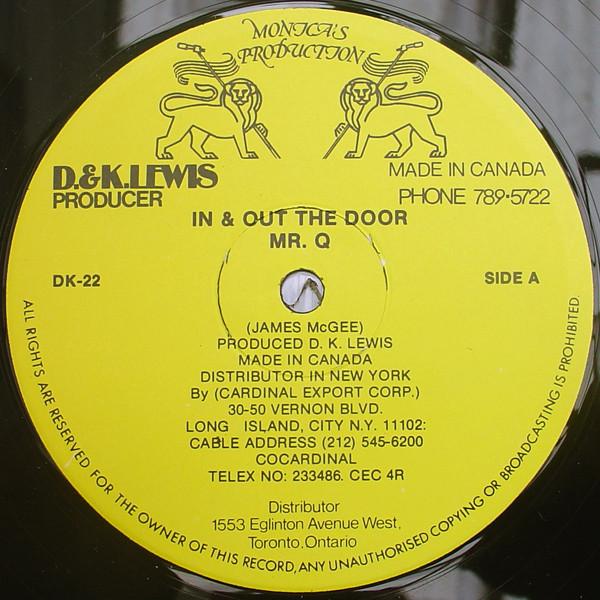 MONICA'S
PRODUCTION
D.&K.LEWIS
PRODUCER
MADE IN CANADA
PHONE 789·5722
IN & OUT THE DOOR
MR. Q
DK-22
SIDE A
(JAMES McGEE)
PRODUCED D. K. LEWIS
MADE IN CANADA
DISTRIBUTOR IN NEW YORK
By (CARDINAL EXPORT CORP.)
30-50 VERNON BLVD.
LONG ISLAND, CITY N.Y. 11102:
CABLE ADDRESS (212) 545-6200
COCARDINAL
TELEX NO: 233486. CEC 4R
Distributor
1553 Eglinton Avenue West,
Toronto.Ontario
ALL RIGHTS ARE RESERVED FOR THE OWNER OF THIS RECORD, ANY UNAUTHORISED COPYING OR BROADCASTING IS PROHIBITED.